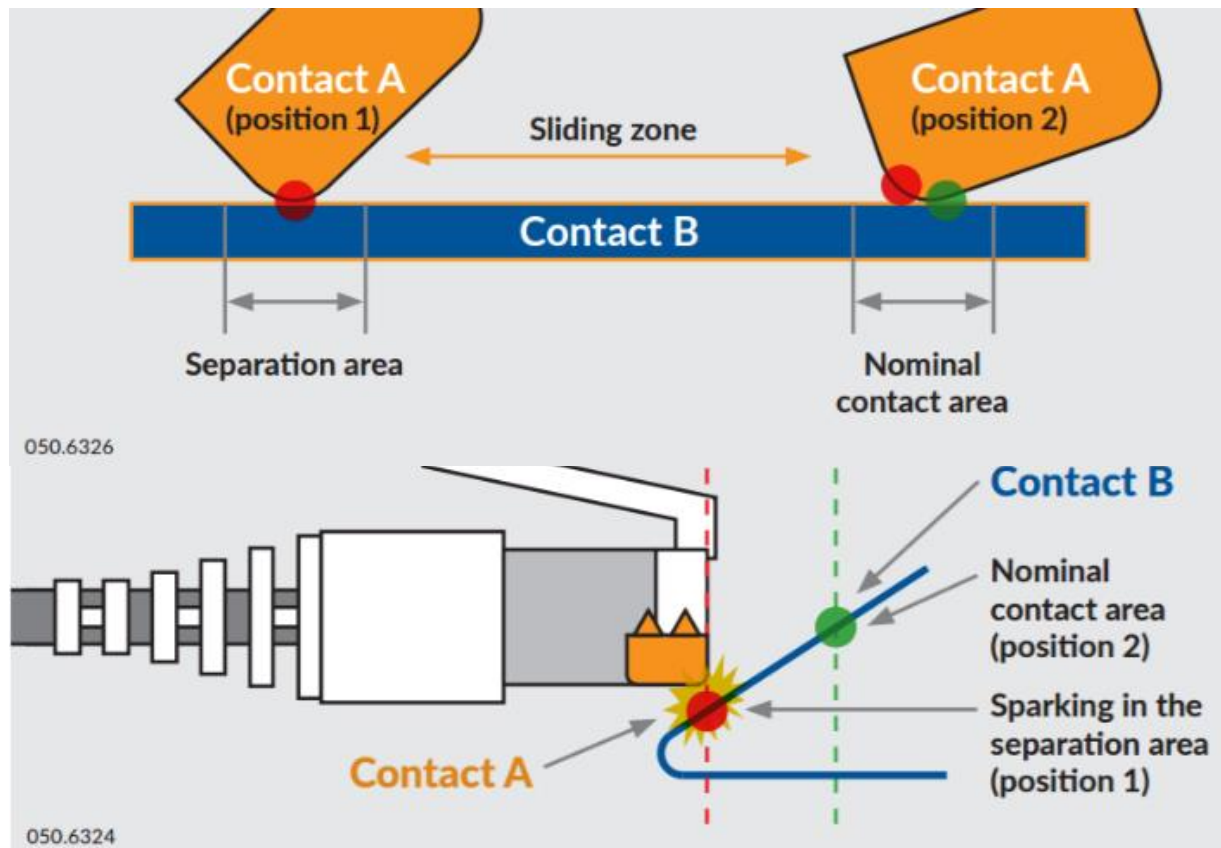 Contact A
(position 1)
Contact A
(position 2)
Sliding zone
Contact B
Separation area
Nominal
contact area
050.6326
Contact B
Nominal
contact area
(position 2)
Sparking in the
separation area
(position 1)
Contact A
050.6324